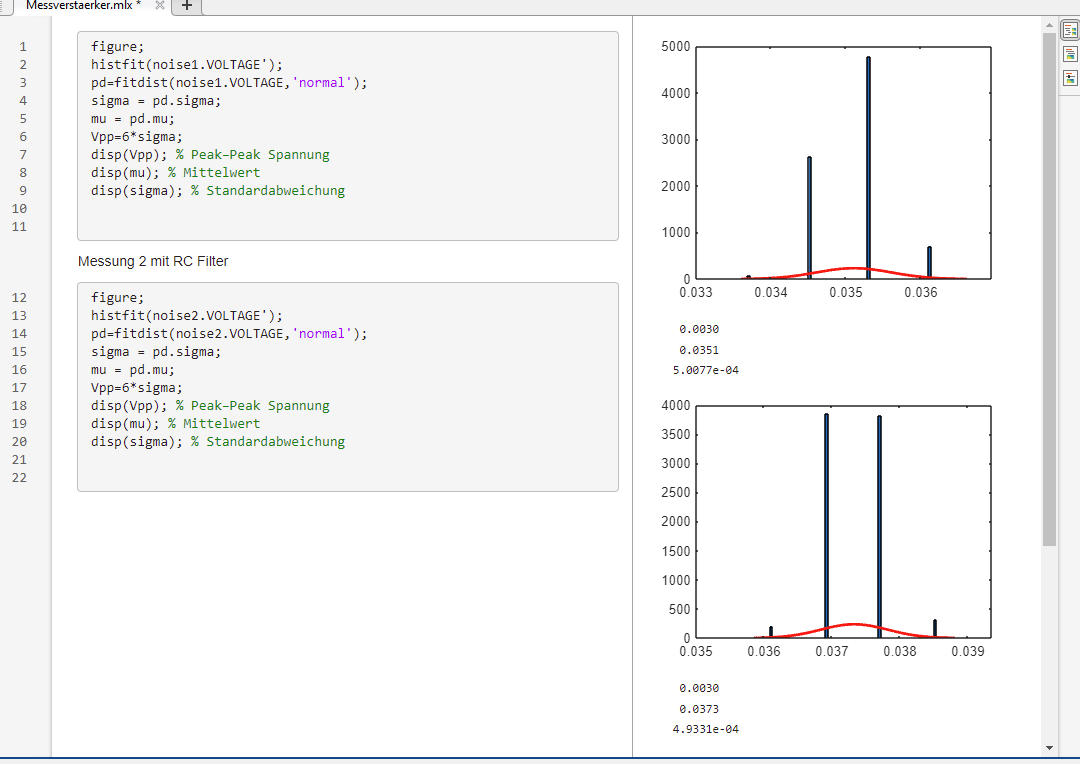 Messverstaerker.mlx *
1 figure;
2 histfit(noise1.VOLTAGE');
3 pd=fitdist(noise1.VOLTAGE,'normal');
4 sigma = pd.sigma;
5 mu = pd.mu;
6 Vpp=6*sigma;
7 disp(Vpp); % Peak-Peak Spannung
8 disp(mu); % Mittelwert
9 disp(sigma); % Standardabweichung
10
11
Messung 2 mit RC Filter
12 figure;
13 histfit(noise2.VOLTAGE');
14 pd=fitdist(noise2.VOLTAGE,'normal');
15 sigma = pd.sigma;
16 mu = pd.mu;
17 Vpp=6*sigma;
18 disp(Vpp); % Peak-Peak Spannung
19 disp(mu); % Mittelwert
20 disp(sigma); % Standardabweichung
21
22
5000
4000
3000
2000
1000
0
0.033 0.034 0.035 0.036
0.0030
0.0351
5.0077e-04
4000
3500
3000
2500
2000
1500
1000
500
0
0.035 0.036 0.037 0.038 0.039
0.0030
0.0373
4.9331e-04